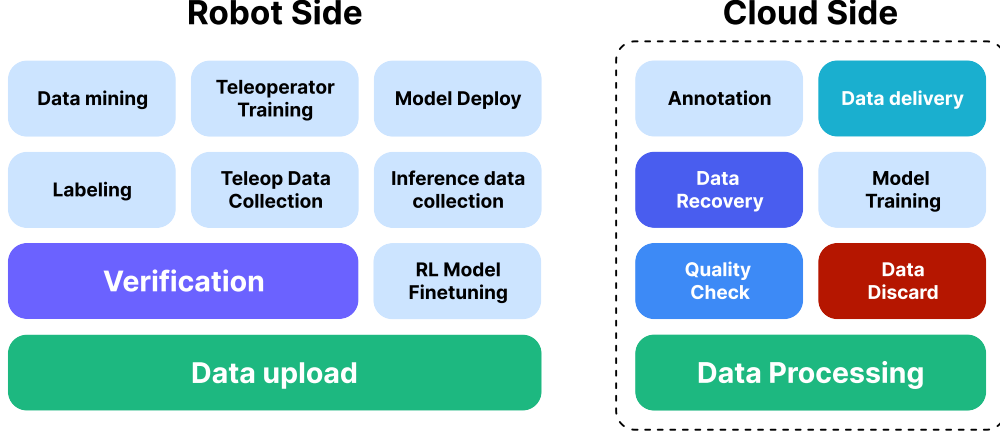 Robot Side
Cloud Side
Data mining
Teleoperator
Training
Model Deploy
Annotation
Data delivery
Labeling
Teleop Data
Collection
Inference data
collection
Data
Recovery
Model
Training
Verification
RL Model
Finetuning
Quality
Check
Data
Discard
Data upload
Data Processing